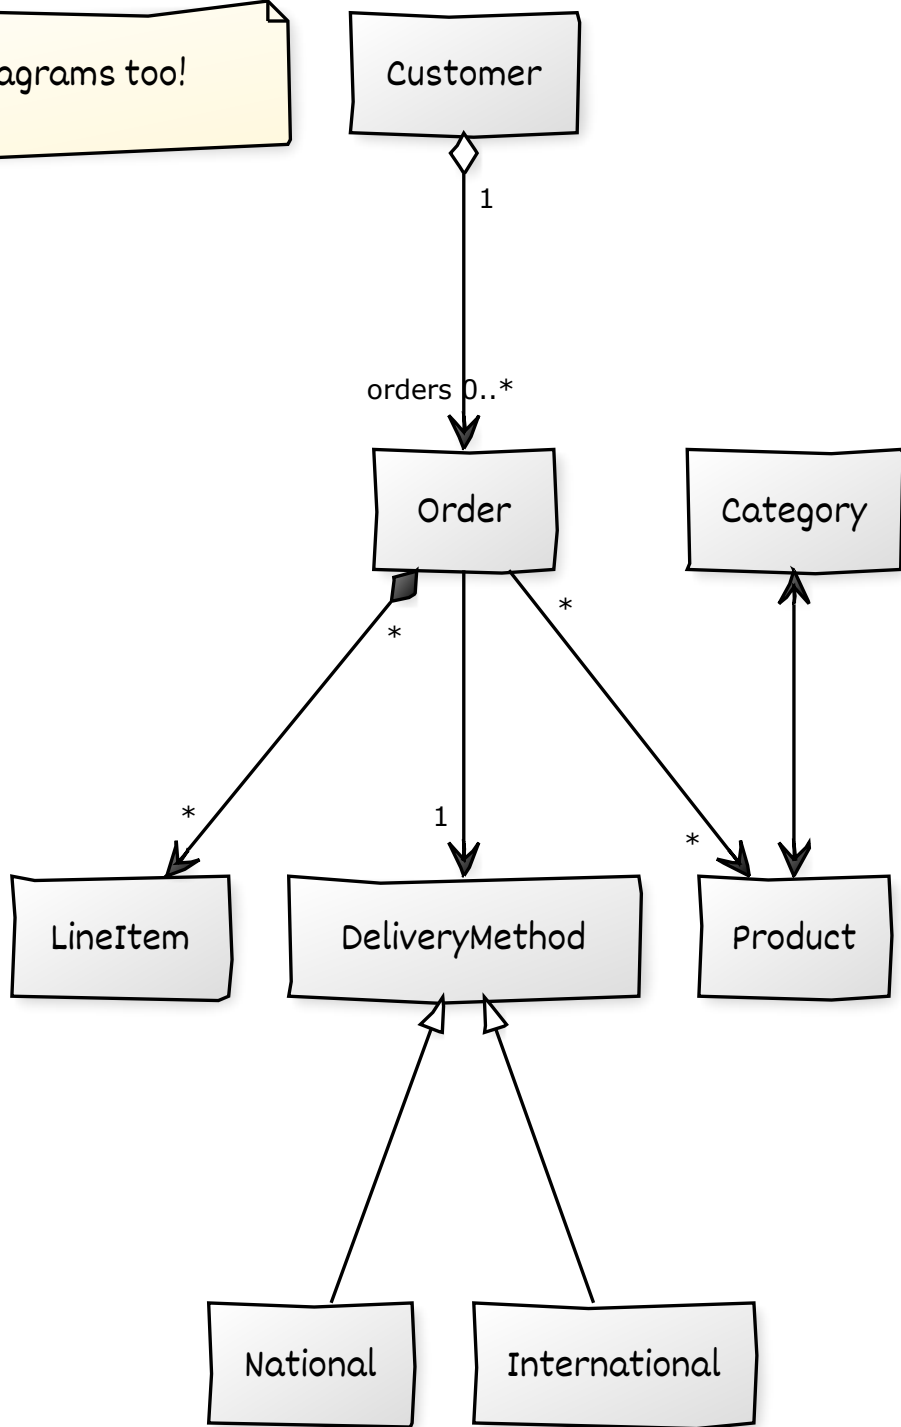 agrams too!
Customer
1
orders 0..*
Order
Category
*
*
*
1
*
LineItem
DeliveryMethod
Product
National
International